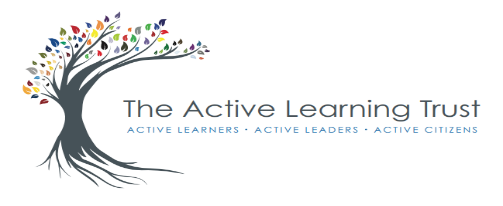 The Active Learning Trust
ACTIVE LEARNERS • ACTIVE LEADERS • ACTIVE CITIZENS